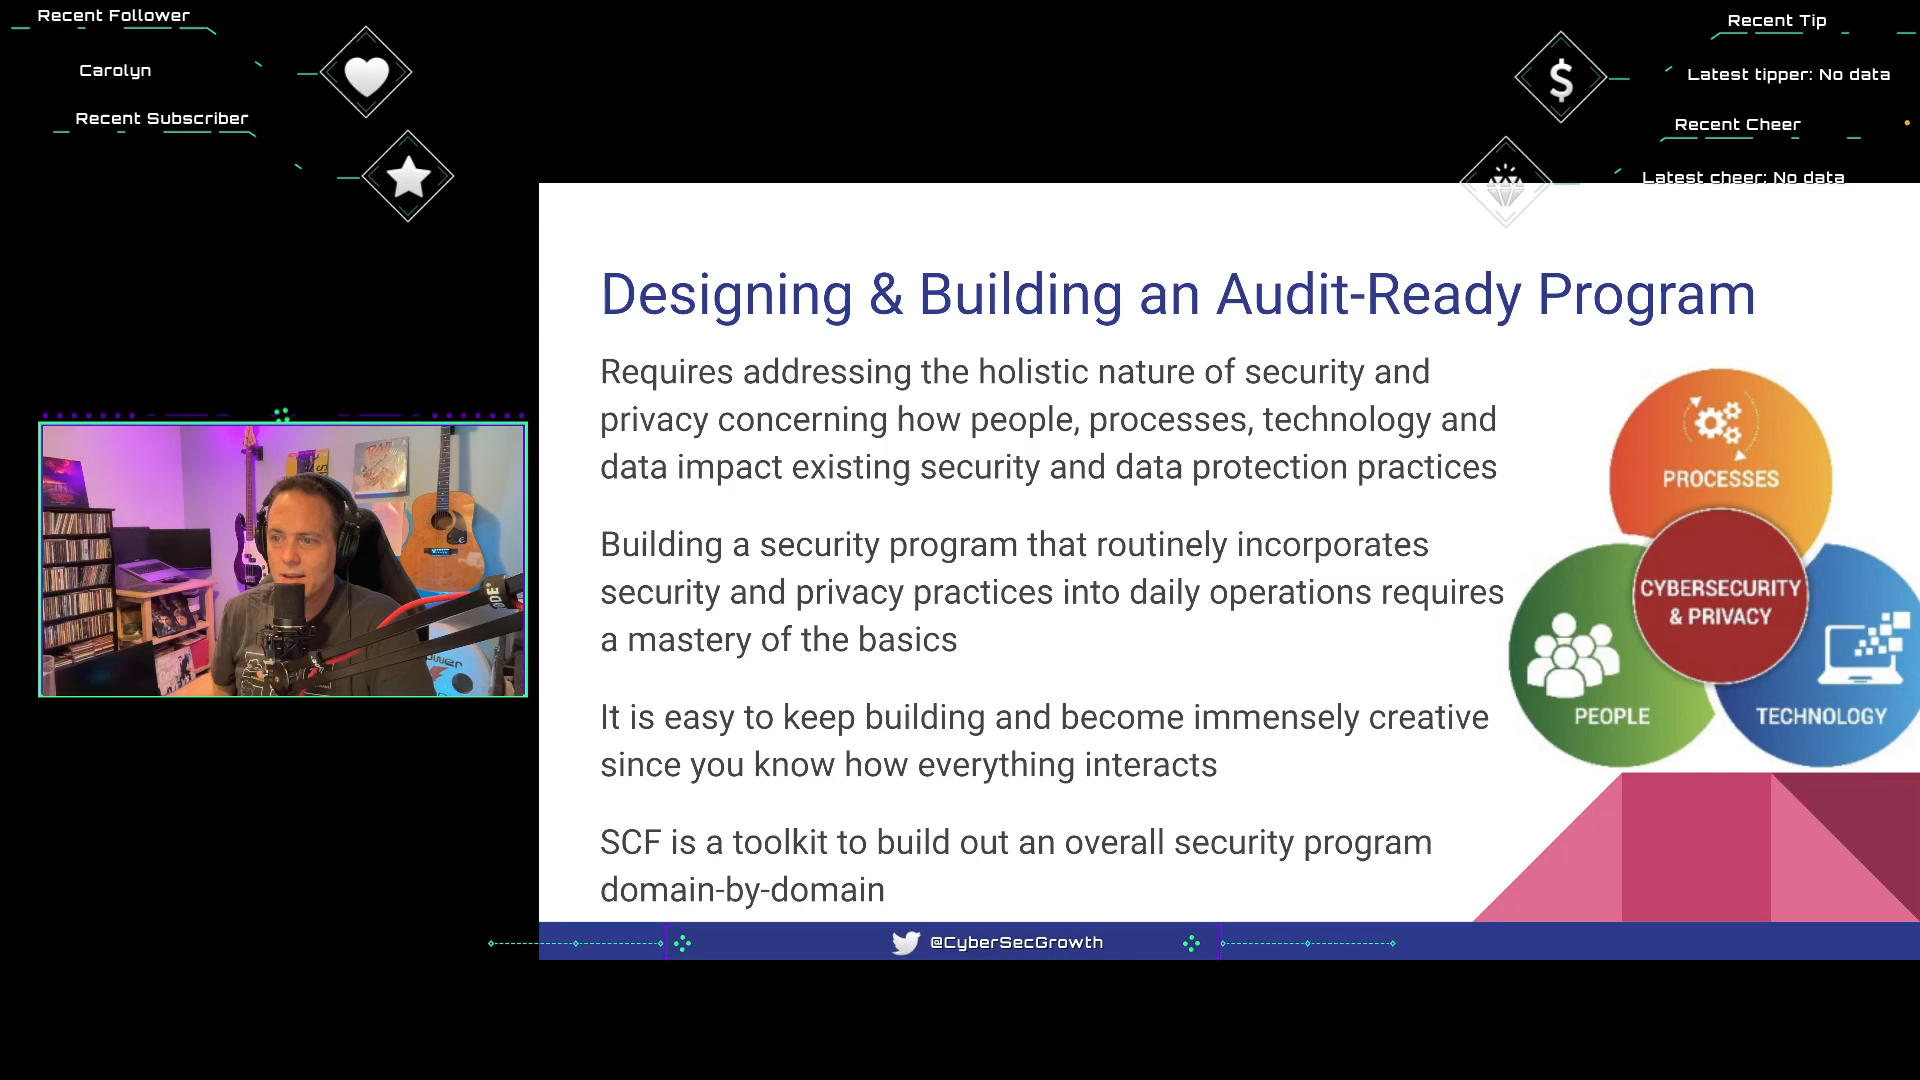 Recent Follower
Carolyn
Recent Subscriber
Recent Tip
Latest tipper: No data
Recent Cheer
Latest cheer: No data
Designing & Building an Audit-Ready Program
Requires addressing the holistic nature of security and
privacy concerning how people, processes, technology and
data impact existing security and data protection practices
Building a security program that routinely incorporates
security and privacy practices into daily operations requires
a mastery of the basics
It is easy to keep building and become immensely creative
since you know how everything interacts
SCF is a toolkit to build out an overall security program
domain-by-domain
PROCESSES
CYBERSECURITY
& PRIVACY
PEOPLE
TECHNOLOGY
@CyberSecGrowth